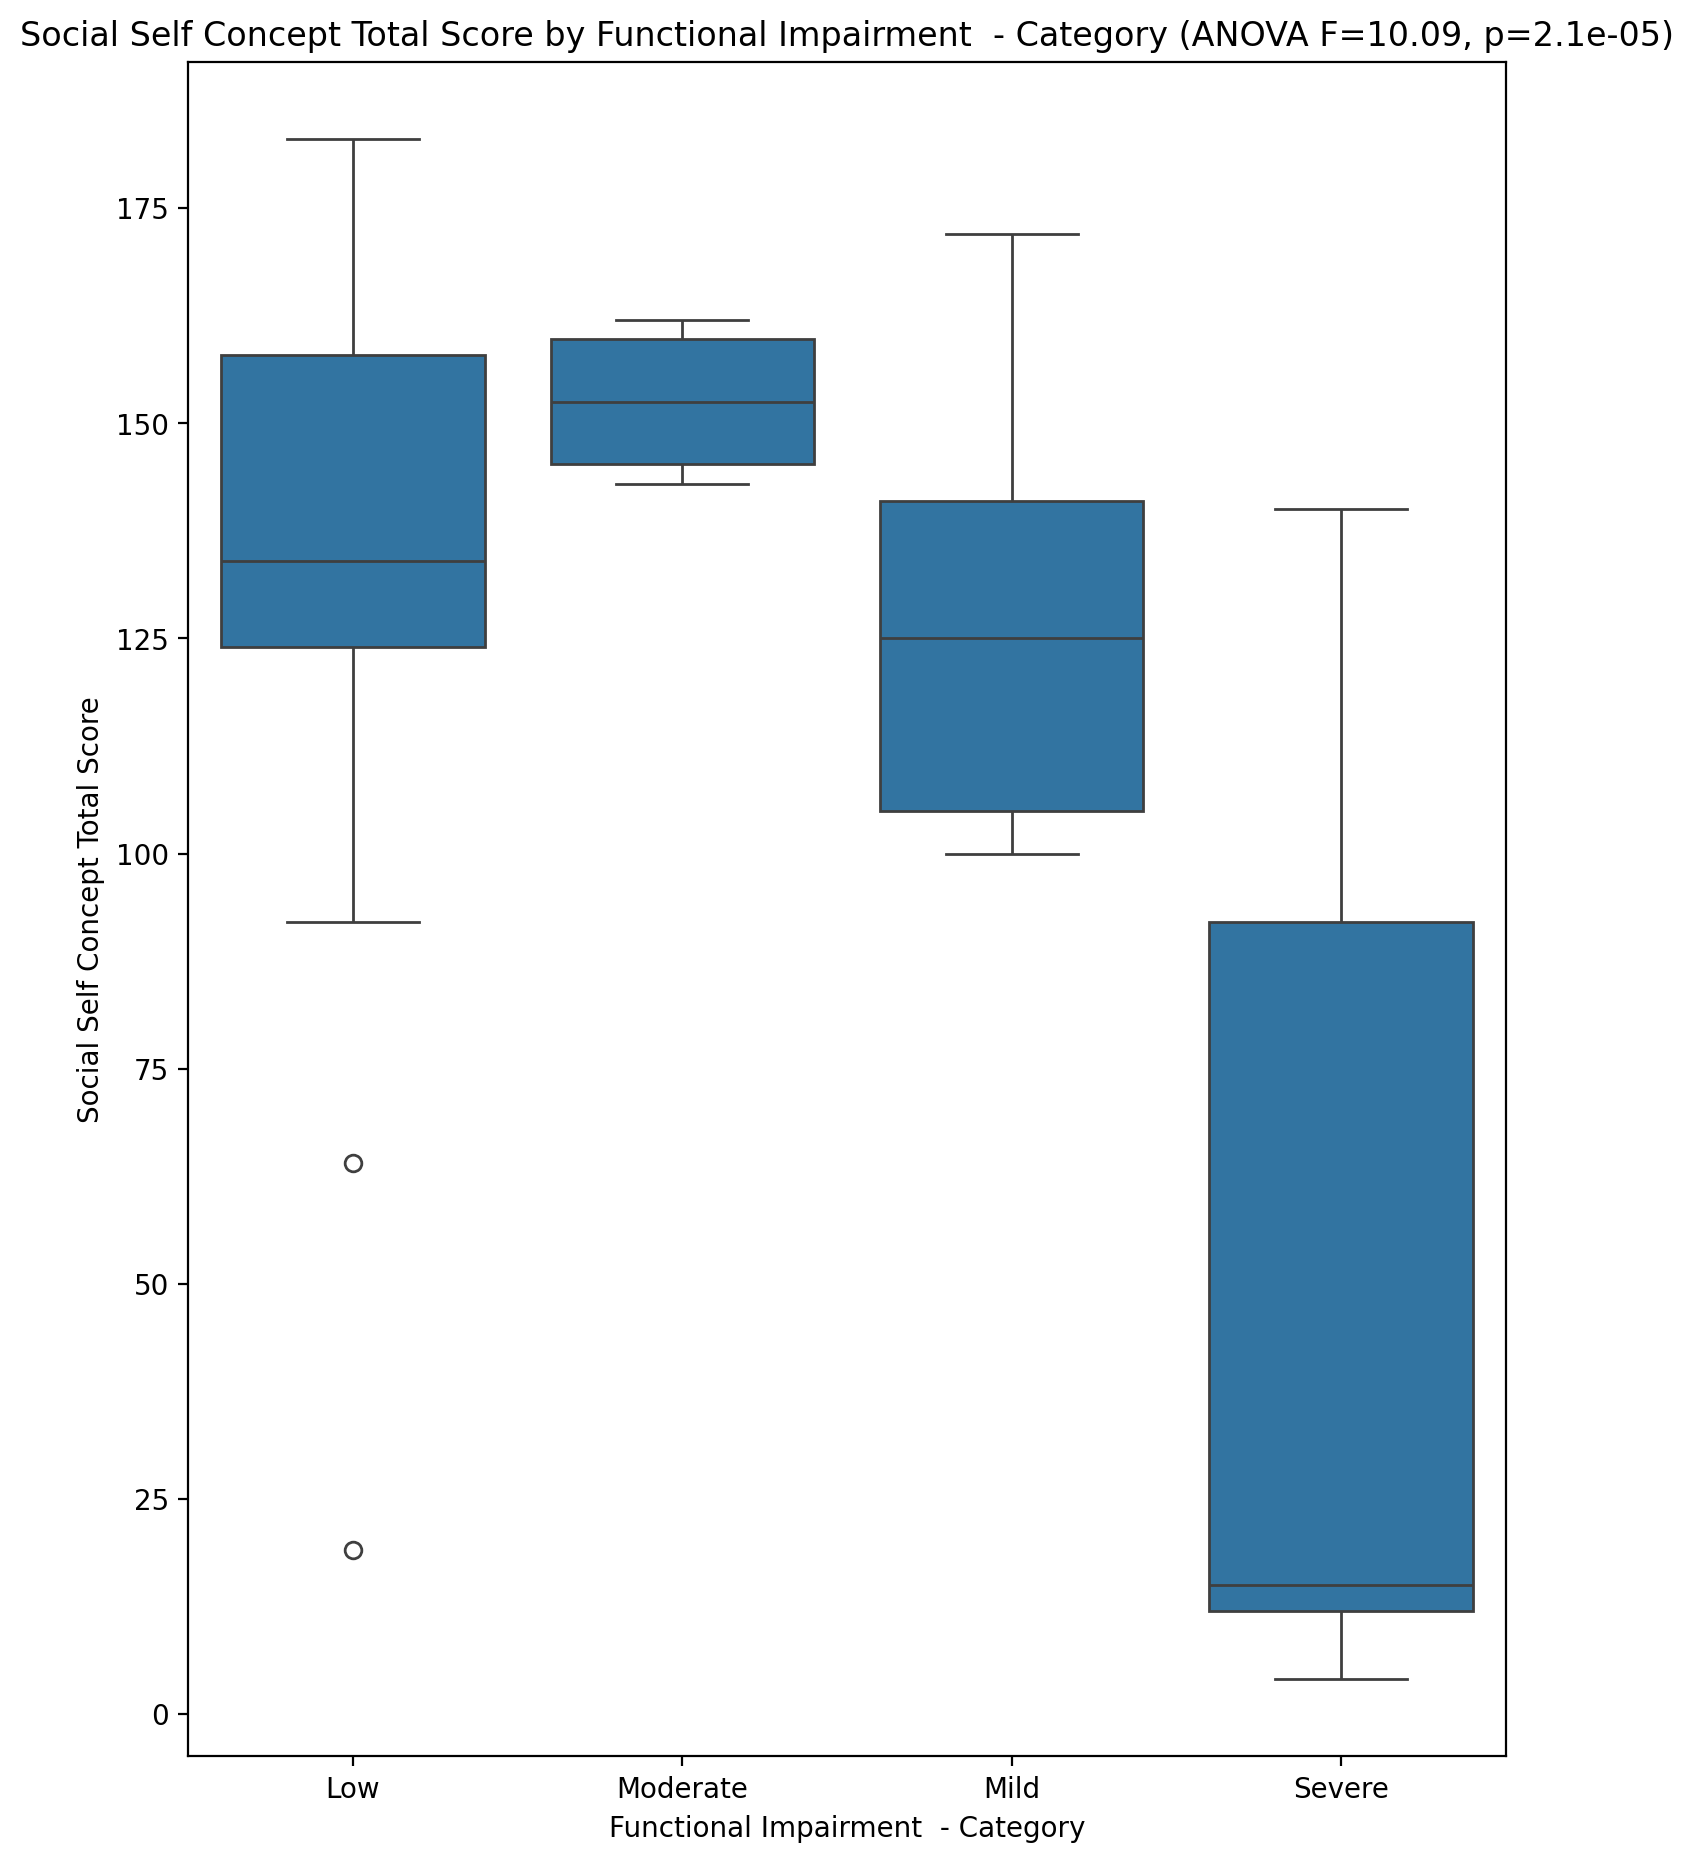 Social Self Concept Total Score by Functional Impairment  - Category (ANOVA F=10.09, p=2.1e-05)
Social Self Concept Total Score
175
150
125
100
75
50
25
0
Low Moderate Mild Severe
Functional Impairment  - Category